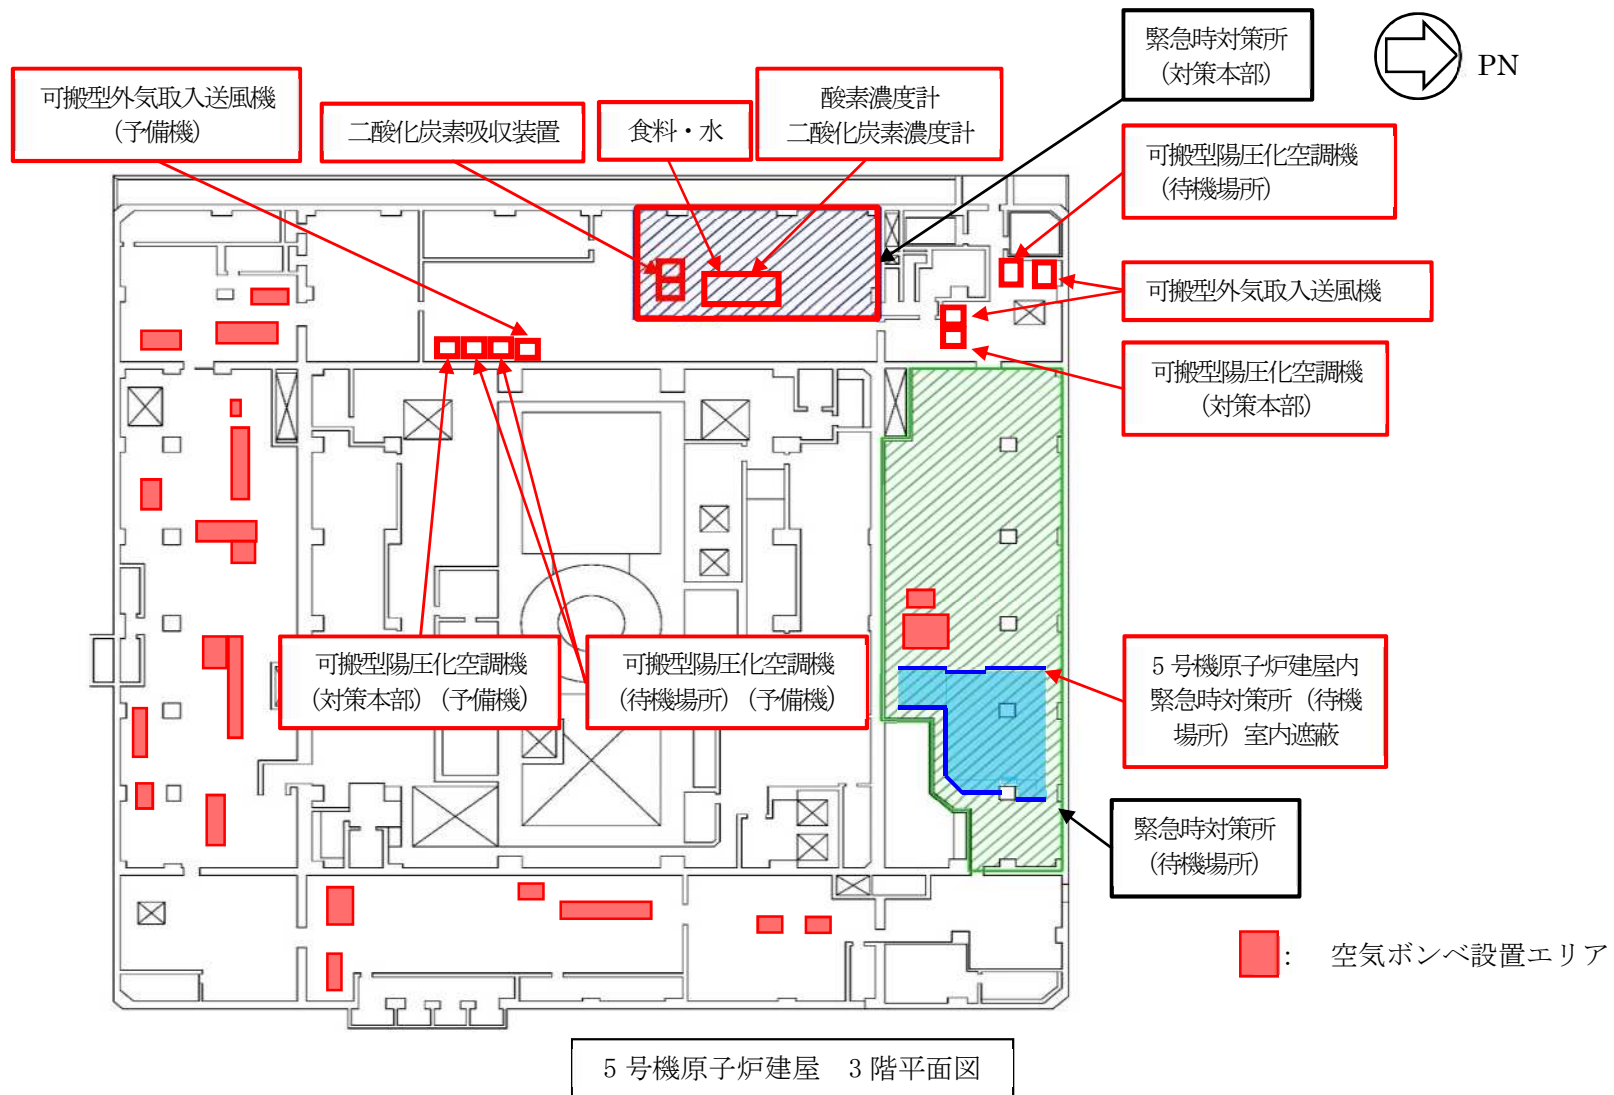 緊急時対策所
(対策本部)
PN
可搬型外気取入送風機
(予備機)
二酸化炭素吸収装置
食料・水
酸素濃度計
二酸化炭素濃度計
可搬型陽圧化空調機
(待機場所)
可搬型外気取入送風機
可搬型陽圧化空調機
(対策本部)
可搬型陽圧化空調機
(対策本部)(予備機)
可搬型陽圧化空調機
(待機場所)(予備機)
5号機原子炉建屋内
緊急時対策所(待機
場所)室内遮蔽
緊急時対策所
(待機場所)
: 空気ボンベ設置エリア
5号機原子炉建屋 3階平面図